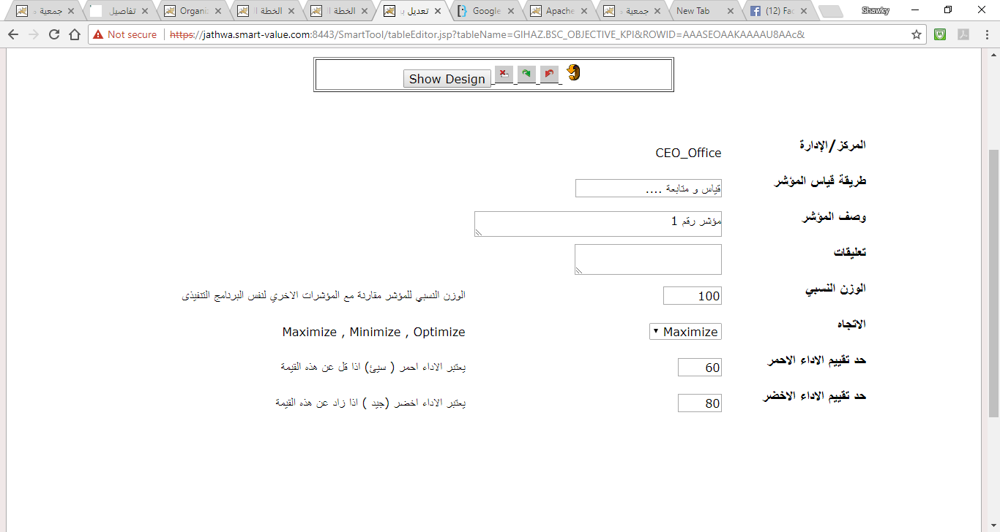 جمعية
تفاصيل
Organiz
الخطة ال
الخطة ال
تعديل
Google
Apache
جمعية
New Tab
(12) Fac
Shawky
Not secure
https://jathwa.smart-value.com:8443/SmartTool/tableEditor.jsp?tableName=GIHAZ.BSC_OBJECTIVE_KPI&ROWID=AAASEOAAKAAAAU8AAc&
Show Design
المركز/الإدارة
CEO_Office
طريقة قياس المؤشر
قياس و متابعة ....
وصف المؤشر
مؤشر رقم 1
تعليقات
الوزن النسبي
100
الوزن النسبي للمؤشر مقارنة مع المؤشرات الاخري لنفس البرنامج التنفيذى
الاتجاه
Maximize
Maximize , Minimize , Optimize
حد تقييم الاداء الاحمر
60
يعتبر الاداء احمر ( سيئ) اذا قل عن هذه القيمة
حد تقييم الاداء الاخضر
80
يعتبر الاداء اخضر (جيد ) اذا زاد عن هذه القيمة